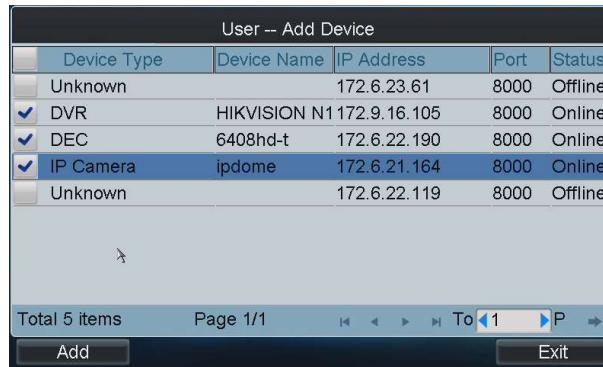 User -- Add Device
Device Type Device Name IP Address Port Status
Unknown 172.6.23.61 8000 Offline
DVR HIKVISION N1 172.9.16.105 8000 Online
DEC 6408hd-t 172.6.22.190 8000 Online
IP Camera ipdome 172.6.21.164 8000 Online
Unknown 172.6.22.119 8000 Offline
Total 5 items Page 1/1 To 1 P
Add Exit